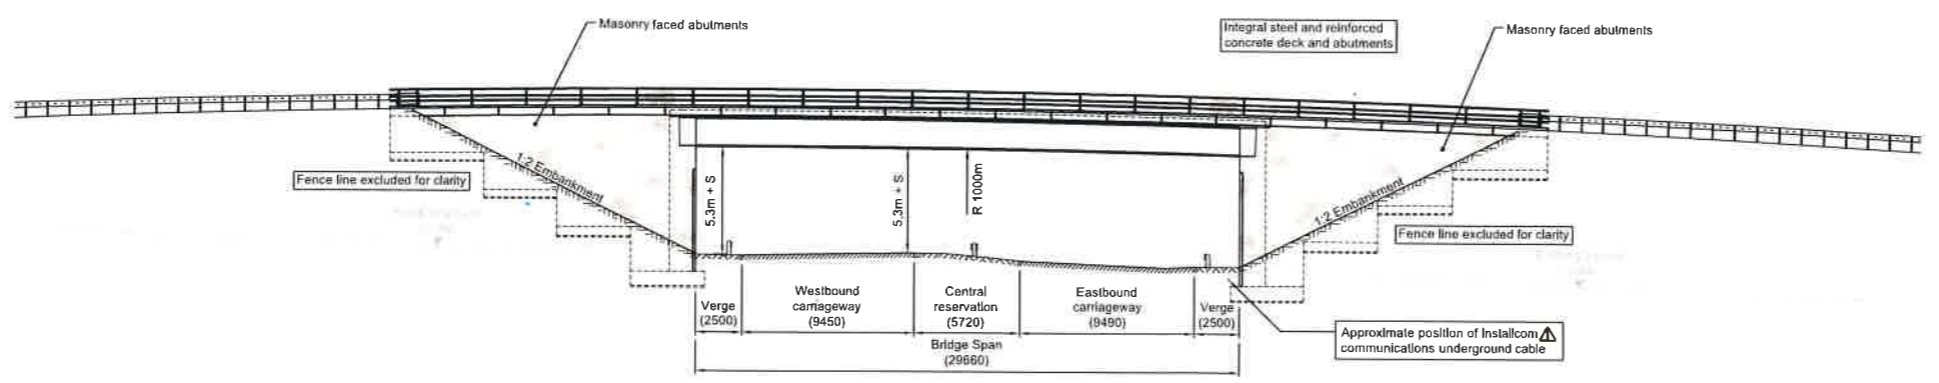 Masonry faced abutments
Integral steel and reinforced
concrete deck and abutments
Masonry faced abutments
1:2 Embankment
Fence line excluded for clarity
5.3m + S
5.3m + S
R 1000m
1:2 Embankment
Fence line excluded for clarity
Verge
(2500)
Westbound
carriageway
(9450)
Central
reservation
(5720)
Eastbound
carriageway
(9490)
Verge
(2500)
Bridge Span
(29660)
Approximate position of Installcom
communications underground cable